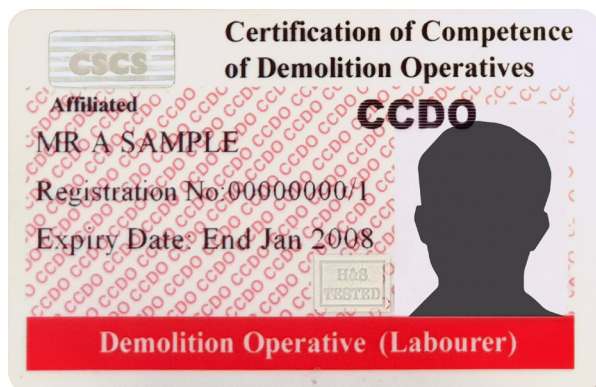 Certification of Competence
of Demolition Operatives
CSCS
Affiliated
CCDO
MR A SAMPLE
Registration No:00000000/1
Expiry Date: End Jan 2008
H&S
TESTED
Demolition Operative (Labourer)